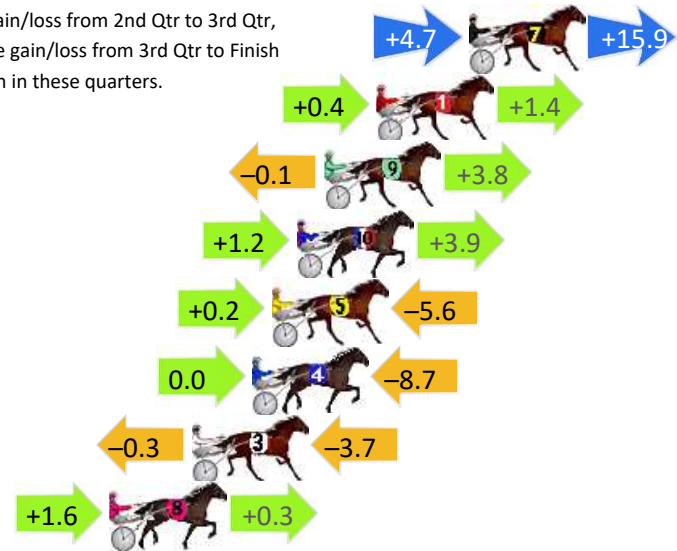 ain/loss from 2nd Qtr to 3rd Qtr,
e gain/loss from 3rd Qtr to Finish
n in these quarters.
+4.7 7 +15.9
+0.4 1 +1.4
–0.1 9 +3.8
+1.2 10 +3.9
+0.2 5 –5.6
0.0 4 –8.7
–0.3 3 –3.7
+1.6 8 +0.3